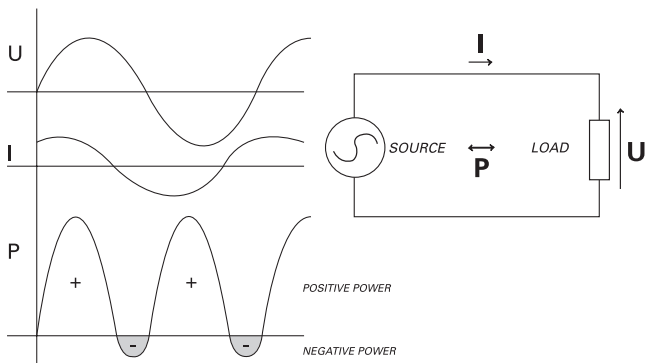 U
I
P
+
+
-
-
POSITIVE POWER
NEGATIVE POWER
I
SOURCE
P
LOAD
U